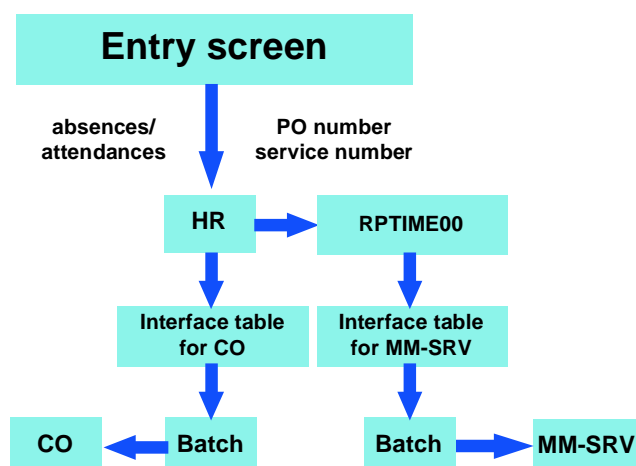 Entry screen
absences/
attendances
PO number
service number
HR
RPTIME00
Interface table
for CO
Interface table
for MM-SRV
CO
Batch
Batch
MM-SRV